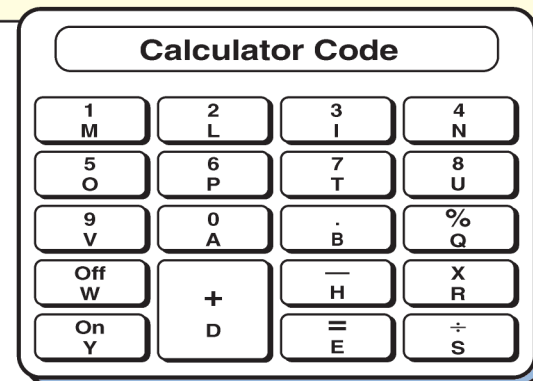 Calculator Code
1 2 3 4
M L I N
5 6 7 8
O P T U
9 0 . %
V A B Q
Off + — X
W D H R
On = ÷
Y E S